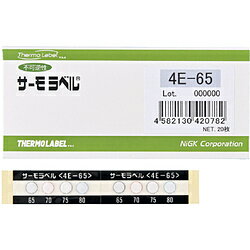 Thermo Label
不可逆性
サーモラベル®
4E-65
Lot. 000000
4 582130 420782
NET. 20枚
THERMOLABEL
NiGK Corporation
サーモラベル〈4E-65〉 サーモラベル〈4E-65〉
65 70 75 80 65 70 75 80